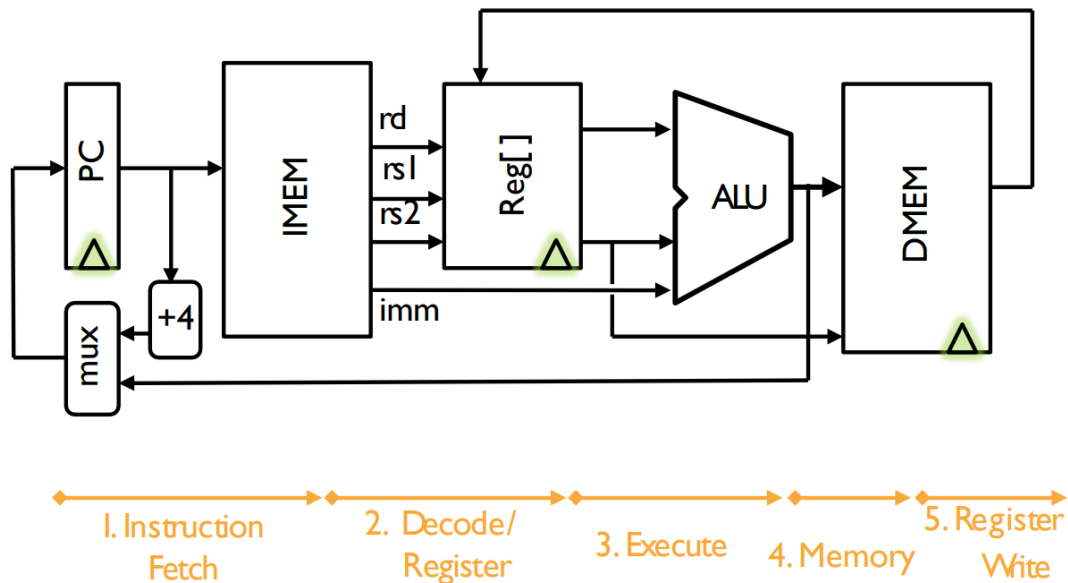 PC
+4
mux
IMEM
rd
rs1
rs2
imm
Reg[ ]
ALU
DMEM
1. Instruction
Fetch
2. Decode/
Register
3. Execute
4. Memory
5. Register
Write